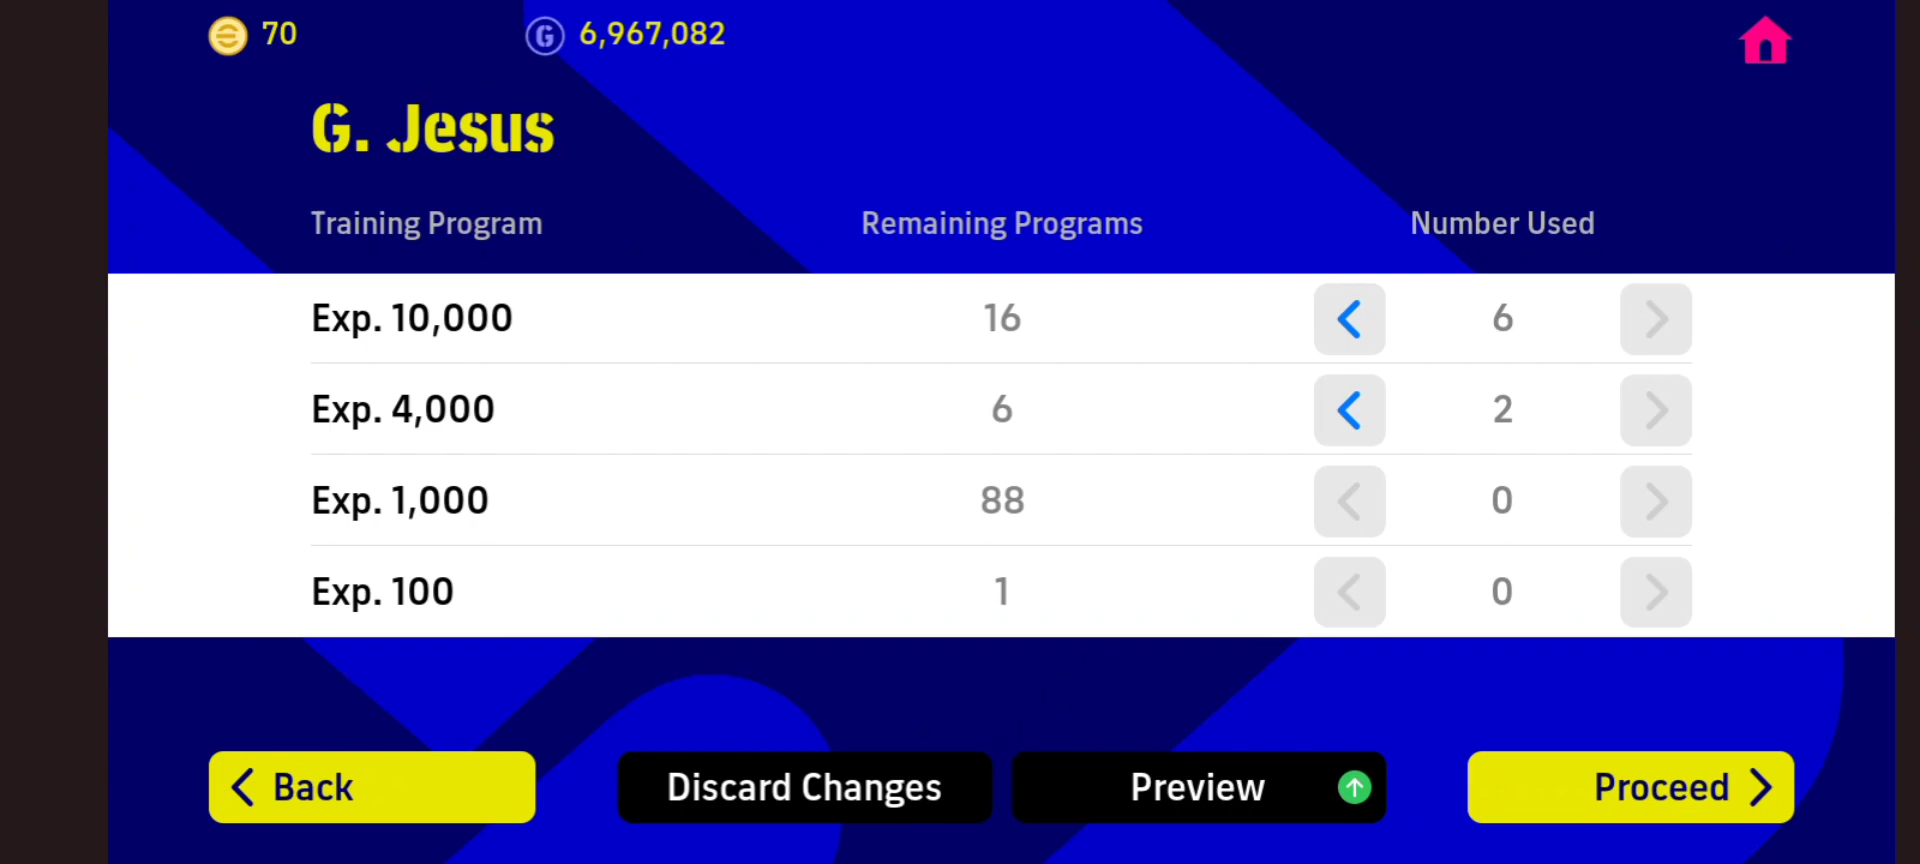 70 6,967,082
G. Jesus
Training Program Remaining Programs Number Used
Exp. 10,000 16 6
Exp. 4,000 6 2
Exp. 1,000 88 0
Exp. 100 1 0
Back Discard Changes Preview Proceed